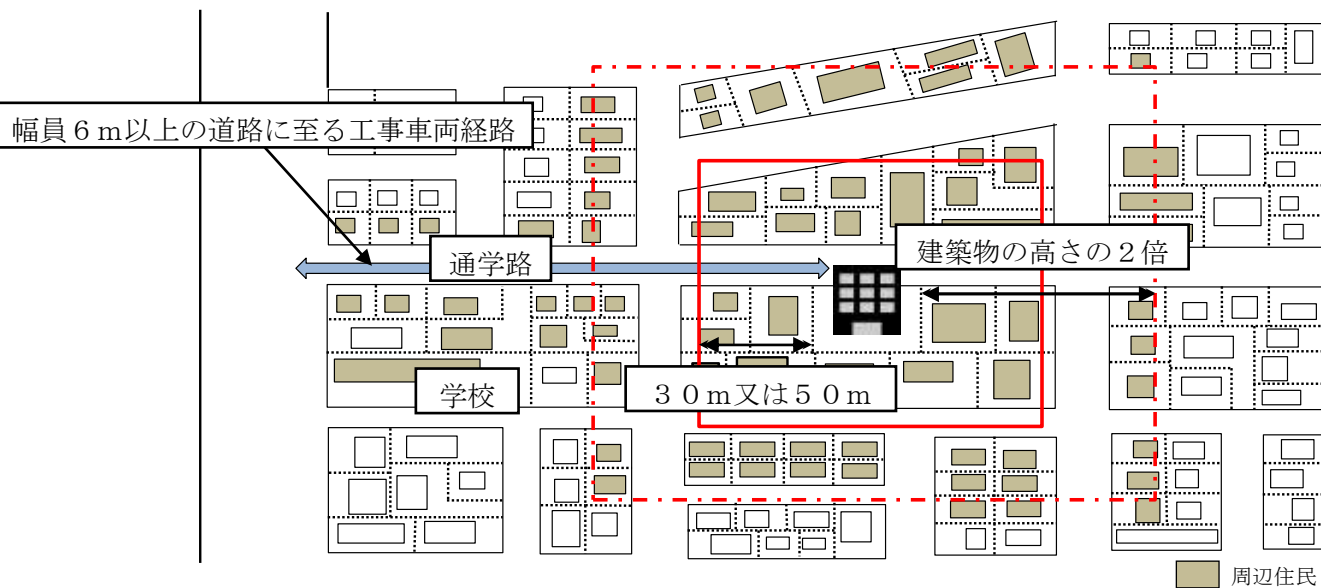 幅員６ｍ以上の道路に至る工事車両経路
通学路
建築物の高さの２倍
学校
３０ｍ又は５０ｍ
周辺住民